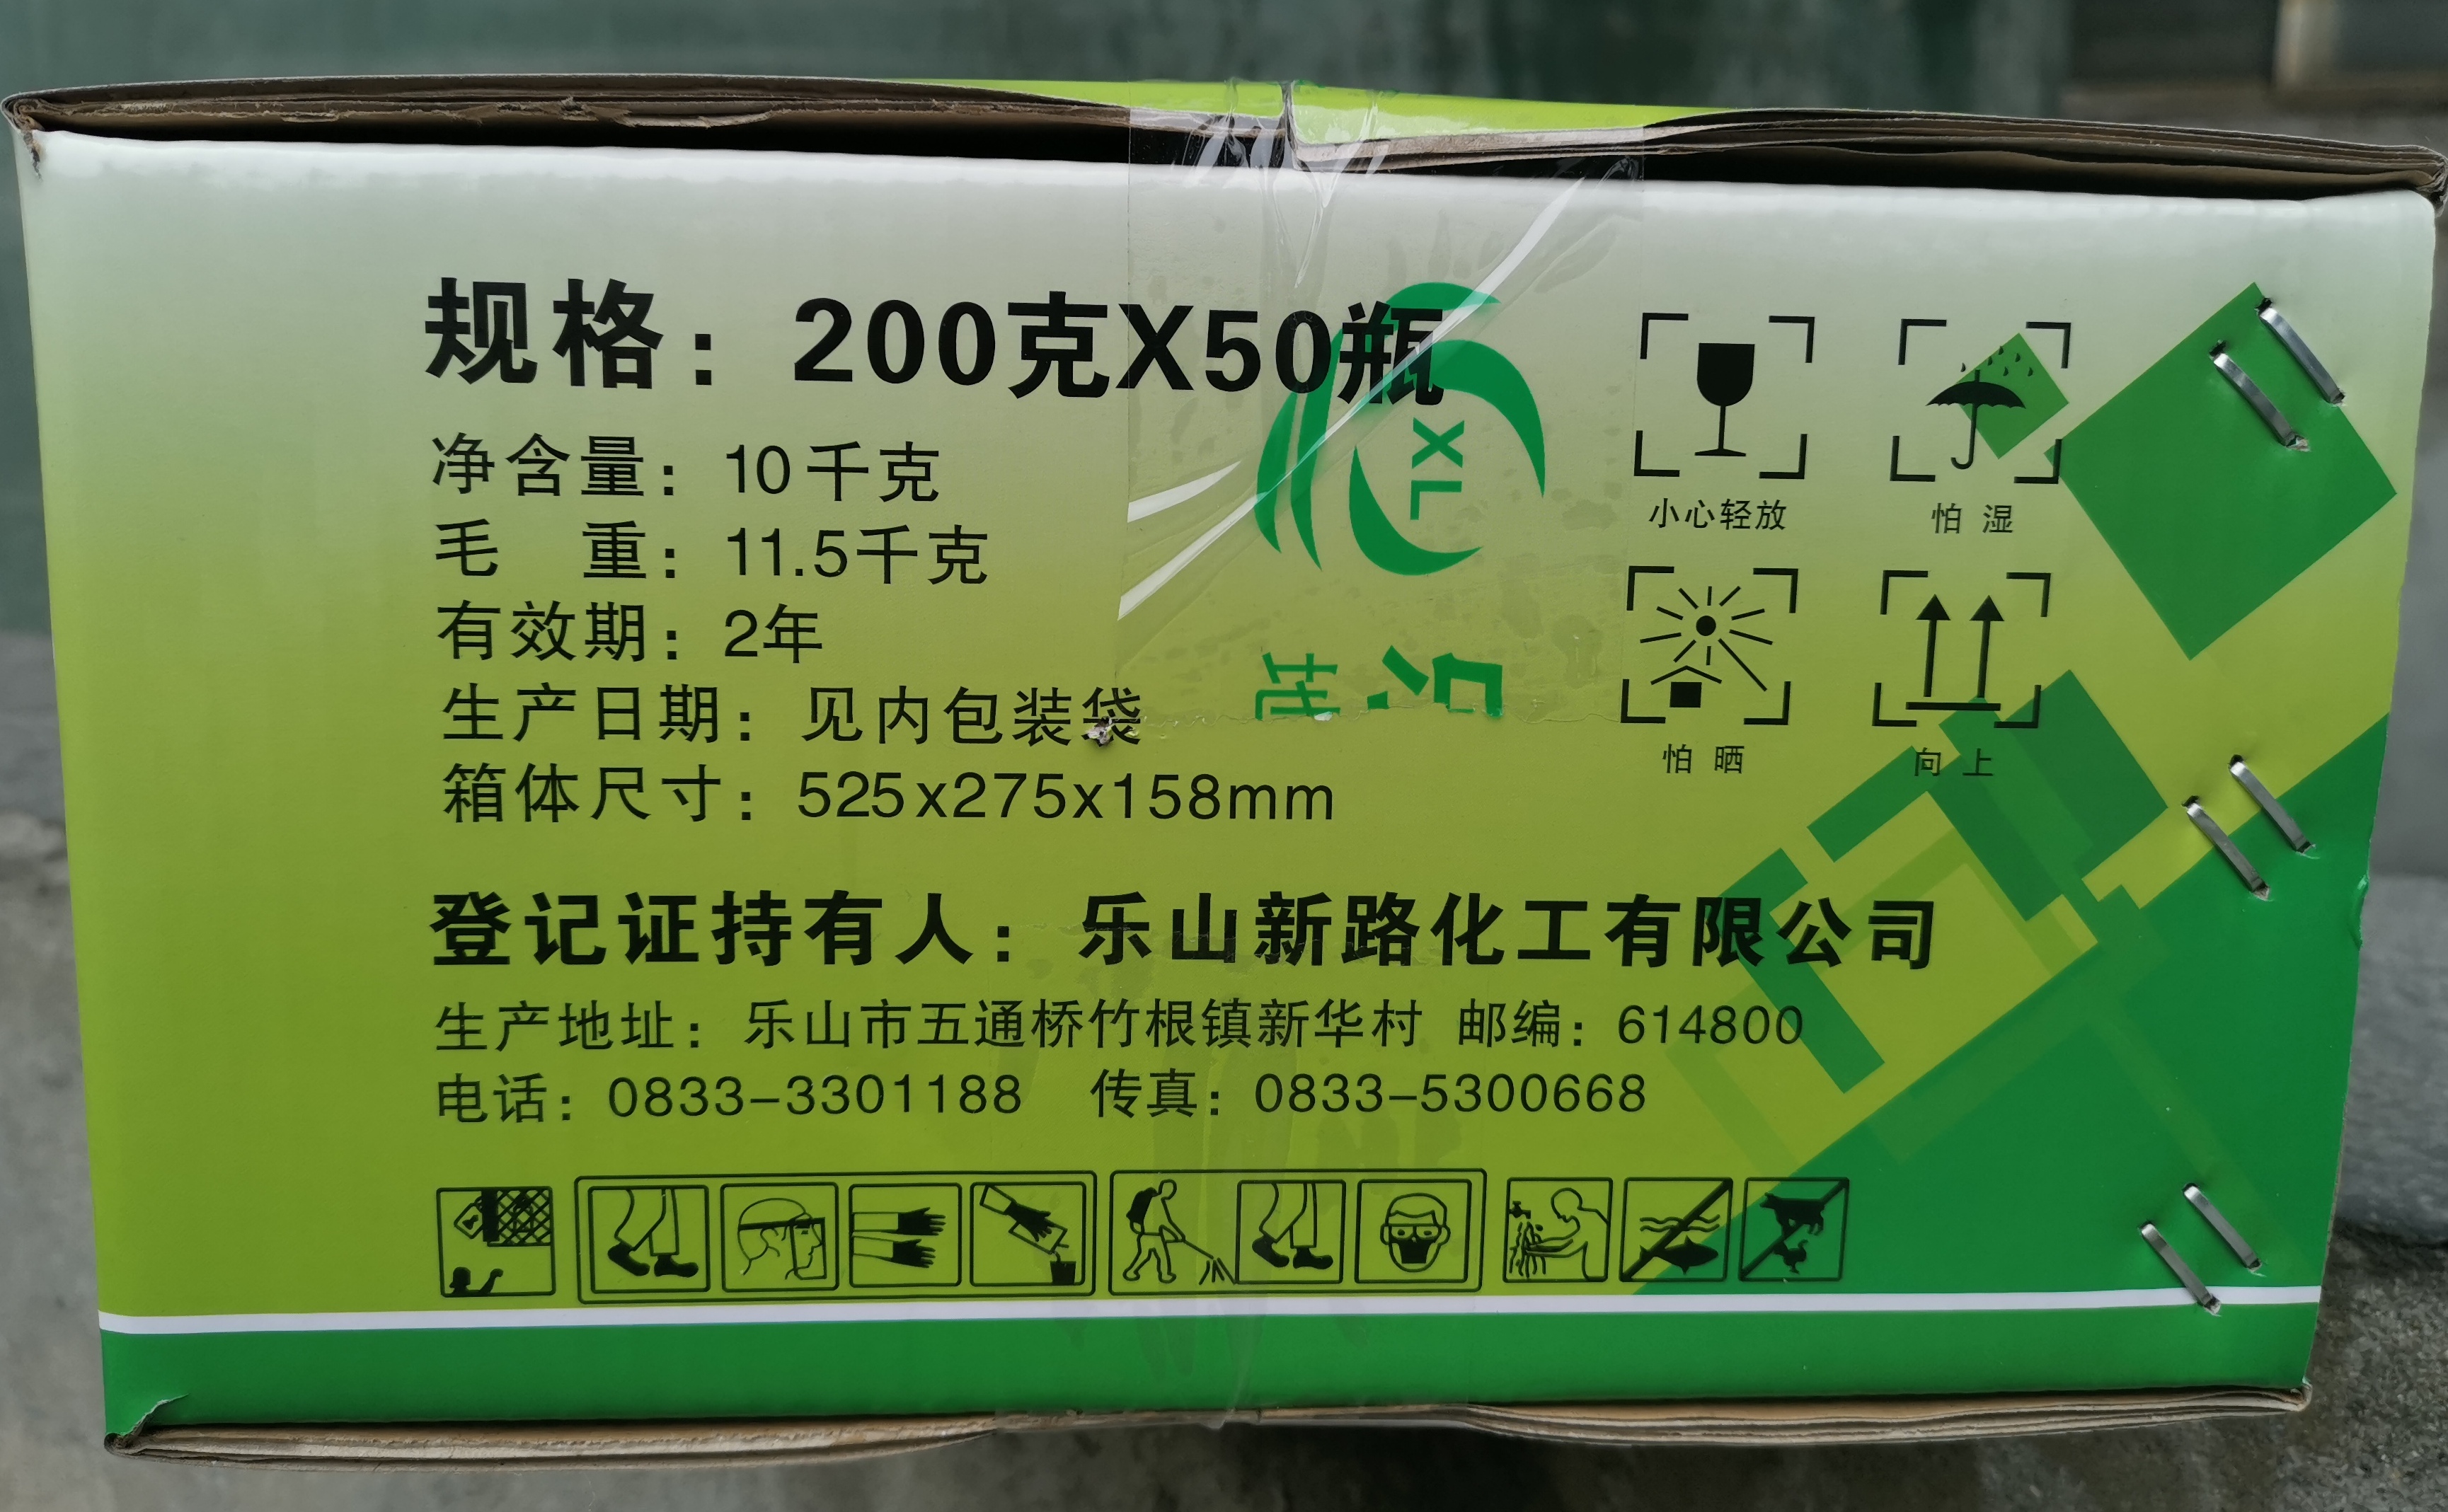 规格：200克X50瓶
净含量：10千克
毛 重：11.5千克
有效期：2年
生产日期：见内包装袋
箱体尺寸：525x275x158mm
XL
小心轻放
怕 湿
怕 晒
向 上
登记证持有人：乐山新路化工有限公司
生产地址：乐山市五通桥竹根镇新华村 邮编：614800
电话：0833-3301188 传真：0833-5300668